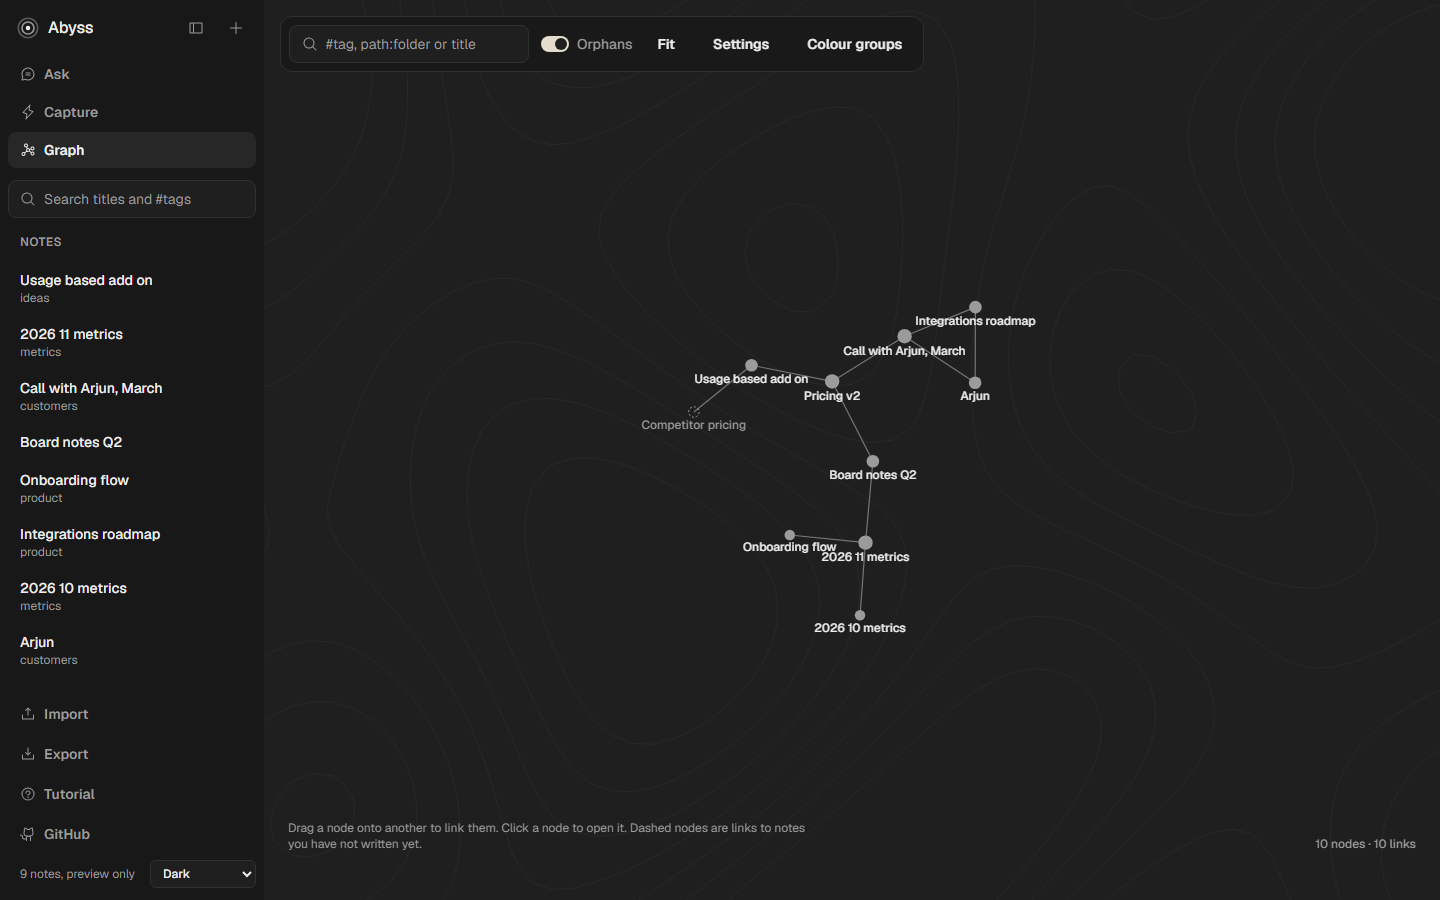 Abyss
Ask
Capture
Graph
Search titles and #tags
NOTES
Usage based add on
ideas
2026 11 metrics
metrics
Call with Arjun, March
customers
Board notes Q2
Onboarding flow
product
Integrations roadmap
product
2026 10 metrics
metrics
Arjun
customers
Import
Export
Tutorial
GitHub
9 notes, preview only
Dark
#tag, path:folder or title
Orphans
Fit
Settings
Colour groups
Integrations roadmap
Call with Arjun, March
Usage based add on
Pricing v2
Arjun
Competitor pricing
Board notes Q2
Onboarding flow
2026 11 metrics
2026 10 metrics
Drag a node onto another to link them. Click a node to open it. Dashed nodes are links to notes
you have not written yet.
10 nodes · 10 links